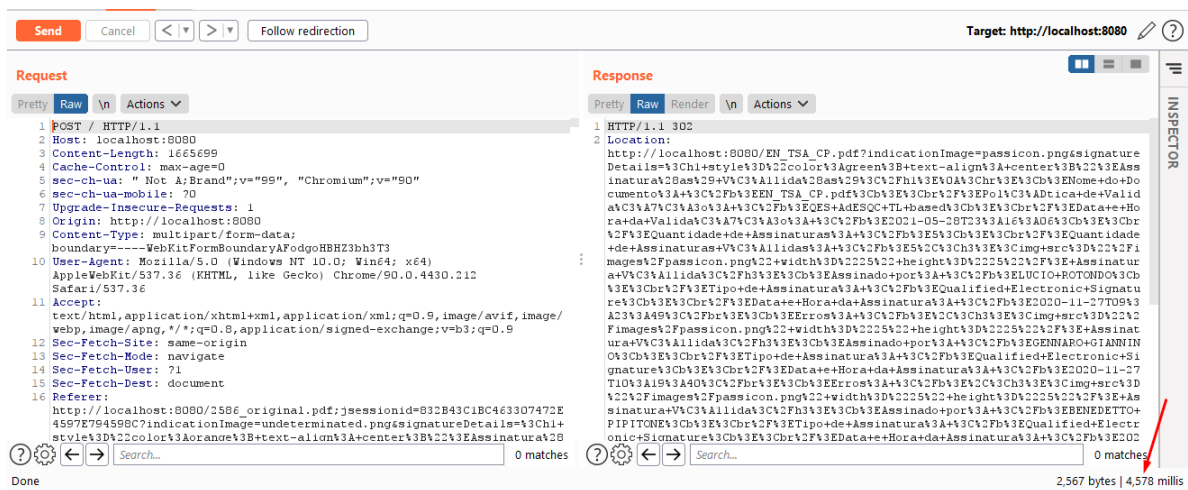 Send Cancel < > Follow redirection Target: http://localhost:8080 ?
Request
Pretty Raw \n Actions
1 POST / HTTP/1.1
2 Host: localhost:8080
3 Content-Length: 1665699
4 Cache-Control: max-age=0
5 sec-ch-ua: " Not A;Brand";v="99", "Chromium";v="90"
6 sec-ch-ua-mobile: ?0
7 Upgrade-Insecure-Requests: 1
8 Origin: http://localhost:8080
9 Content-Type: multipart/form-data;
boundary=----WebKitFormBoundaryAFodgoHBHZ3bh3T3
10 User-Agent: Mozilla/5.0 (Windows NT 10.0; Win64; x64)
AppleWebKit/537.36 (KHTML, like Gecko) Chrome/90.0.4430.212
Safari/537.36
11 Accept:
text/html,application/xhtml+xml,application/xml;q=0.9,image/avif,image/
webp,image/apng,*/*;q=0.8,application/signed-exchange;v=b3;q=0.9
12 Sec-Fetch-Site: same-origin
13 Sec-Fetch-Mode: navigate
14 Sec-Fetch-User: ?1
15 Sec-Fetch-Dest: document
16 Referer:
http://localhost:8080/2586_original.pdf;jsessionid=832B43C1BC463307472E
4597E794598C?indicationImage=undeterminated.png&signatureDetails=%3Ch1+
style%3D%22color%3Aorange%3B+text-align%3A+center%3B%22%3EAssinatura%28
? Search... 0 matches
Response
Pretty Raw Render \n Actions
1 HTTP/1.1 302
2 Location:
http://localhost:8080/EN_TSA_CP.pdf?indicationImage=passicon.png&signature
Details=%3Ch1+style%3D%22color%3Agreen%3B+text-align%3A+center%3B%22%3EAss
inatura%28as%29+V%C3%A1lida%28as%29%3C%2Fh1%3E%0A%3Chr%3E%3Cb%3ENome+do+Do
cumento%3A+%3C%2Fb%3EEN_TSA_CP.pdf%3Cb%3E%3Cbr%2F%3EPol%C3%ADtica+de+Valid
a%C3%A7%C3%A3o%3A+%3C%2Fb%3EQES+AdESQC+TL+based%3Cb%3E%3Cbr%2F%3EData+e+Ho
ra+da+Valida%C3%A7%C3%A3o%3A+%3C%2Fb%3E2021-05-28T23%3A16%3A06%3Cb%3E%3Cbr
%2F%3EQuantidade+de+Assinaturas%3A+%3C%2Fb%3E5%3Cb%3E%3Cbr%2F%3EQuantidade
+de+Assinaturas+V%C3%A1lidas%3A+%3C%2Fb%3E5%2C%3Ch3%3E%3Cimg+src%3D%22%2Fi
mages%2Fpassicon.png%22+width%3D%2225%22+height%3D%2225%22%2F%3E+Assinatur
a+V%C3%A1lida%3C%2Fh3%3E%3Cb%3EAssinado+por%3A+%3C%2Fb%3ELUCIO+ROTONDO%3Cb
%3E%3Cbr%2F%3ETipo+de+Assinatura%3A+%3C%2Fb%3EQualified+Electronic+Signatu
re%3Cb%3E%3Cbr%2F%3EData+e+Hora+da+Assinatura%3A+%3C%2Fb%3E2020-11-27T09%3
A23%3A49%3C%2Fbr%3E%3Cb%3EErros%3A+%3C%2Fb%3E%2C%3Ch3%3E%3Cimg+src%3D%22%2
Fimages%2Fpassicon.png%22+width%3D%2225%22+height%3D%2225%22%2F%3E+Assinat
ura+V%C3%A1lida%3C%2Fh3%3E%3Cb%3EAssinado+por%3A+%3C%2Fb%3EGENNARO+GIANNIN
O%3Cb%3E%3Cbr%2F%3ETipo+de+Assinatura%3A+%3C%2Fb%3EQualified+Electronic+Si
gnature%3Cb%3E%3Cbr%2F%3EData+e+Hora+da+Assinatura%3A+%3C%2Fb%3E2020-11-27
T10%3A19%3A40%3C%2Fbr%3E%3Cb%3EErros%3A+%3C%2Fb%3E%2C%3Ch3%3E%3Cimg+src%3D
%22%2Fimages%2Fpassicon.png%22+width%3D%2225%22+height%3D%2225%22%2F%3E+As
sinatura+V%C3%A1lida%3C%2Fh3%3E%3Cb%3EAssinado+por%3A+%3C%2Fb%3EBENEDETTO+
PIPITONE%3Cb%3E%3Cbr%2F%3ETipo+de+Assinatura%3A+%3C%2Fb%3EQualified+Electr
onic+Signature%3Cb%3E%3Cbr%2F%3EData+e+Hora+da+Assinatura%3A+%3C%2Fb%3E202
? Search... 0 matches
INSPECTOR
Done 2,567 bytes | 4,578 millis